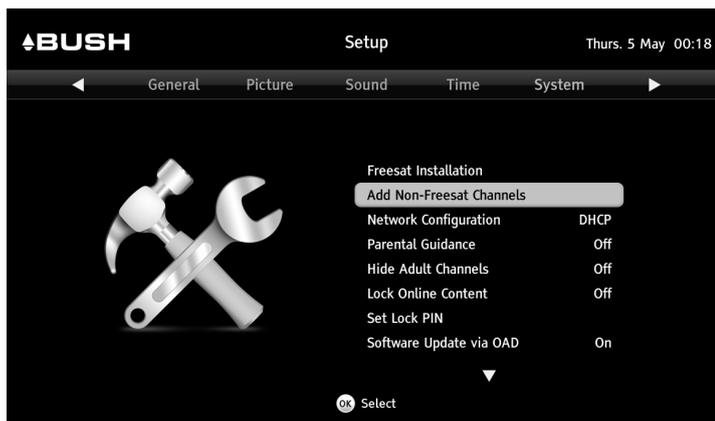 BUSH Setup Thurs. 5 May 00:18
General Picture Sound Time System
Freesat Installation
Add Non-Freesat Channels
Network Configuration DHCP
Parental Guidance Off
Hide Adult Channels Off
Lock Online Content Off
Set Lock PIN
Software Update via OAD On
OK Select